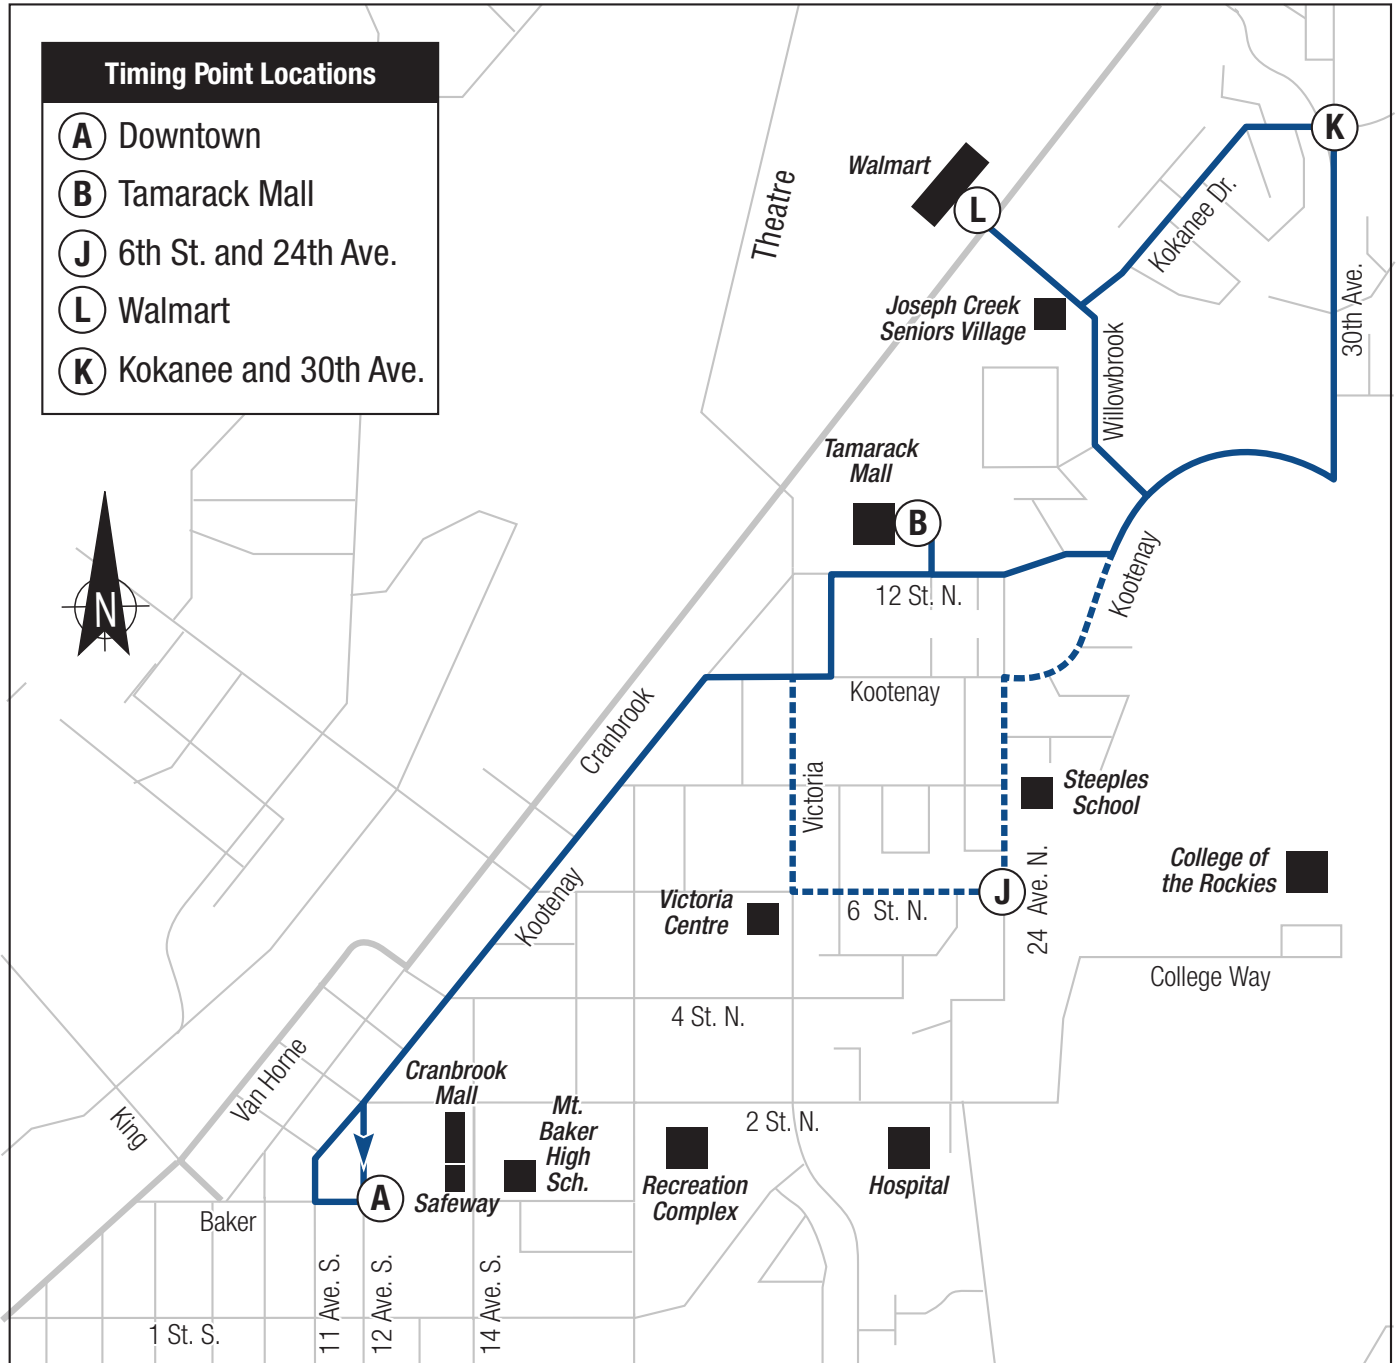 Timing Point Locations
A Downtown
B Tamarack Mall
J 6th St. and 24th Ave.
L Walmart
K Kokanee and 30th Ave.
K
Walmart
L
Theatre
Kokanee Dr.
30th Ave.
Joseph Creek
Seniors Village
Willowbrook
Tamarack
Mall
B
N
12 St. N.
Kootenay
Kootenay
Cranbrook
Victoria
Steeples
School
Kootenay
Victoria
Centre
6 St. N.
J
24 Ave. N.
College of
the Rockies
College Way
4 St. N.
Van Horne
King
Cranbrook
Mall
Mt.
Baker
High
Sch.
2 St. N.
Safeway
Recreation
Complex
Hospital
A
Baker
11 Ave. S.
12 Ave. S.
14 Ave. S.
1 St. S.